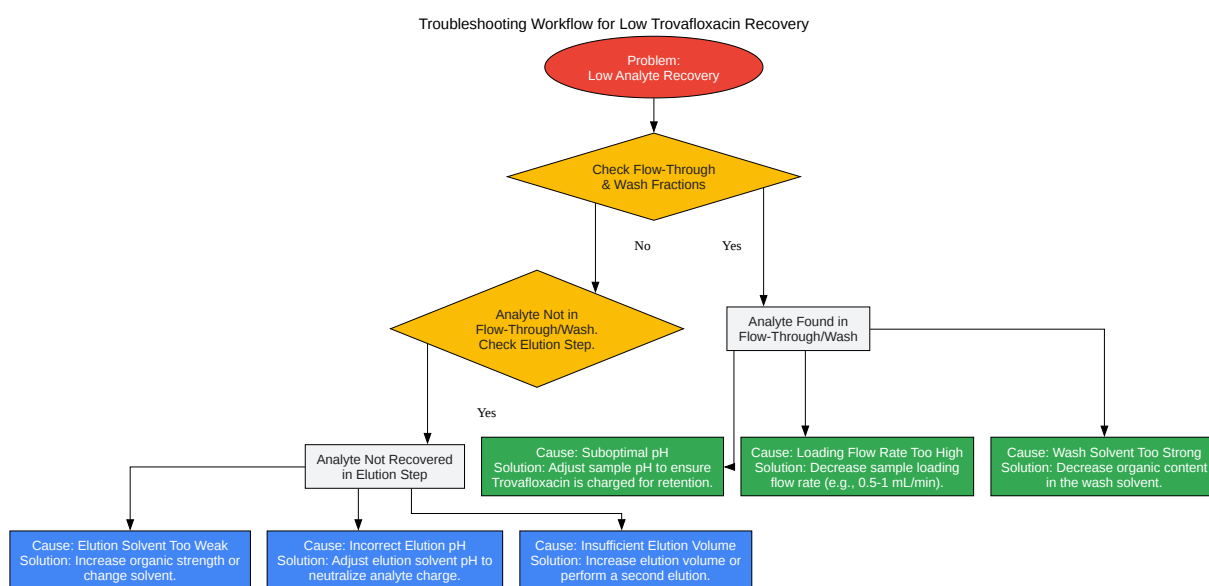 Troubleshooting Workflow for Low Trovafloxacin Recovery
Problem:
Low Analyte Recovery
Check Flow-Through
& Wash Fractions
No
Yes
Analyte Not in
Flow-Through/Wash.
Check Elution Step.
Analyte Found in
Flow-Through/Wash
Yes
Analyte Not Recovered
in Elution Step
Cause: Suboptimal pH
Solution: Adjust sample pH to ensure
Trovafloxacin is charged for retention.
Cause: Loading Flow Rate Too High
Solution: Decrease sample loading
flow rate (e.g., 0.5-1 mL/min).
Cause: Wash Solvent Too Strong
Solution: Decrease organic content
in the wash solvent.
Cause: Elution Solvent Too Weak
Solution: Increase organic strength or
change solvent.
Cause: Incorrect Elution pH
Solution: Adjust elution solvent pH to
neutralize analyte charge.
Cause: Insufficient Elution Volume
Solution: Increase elution volume or
perform a second elution.